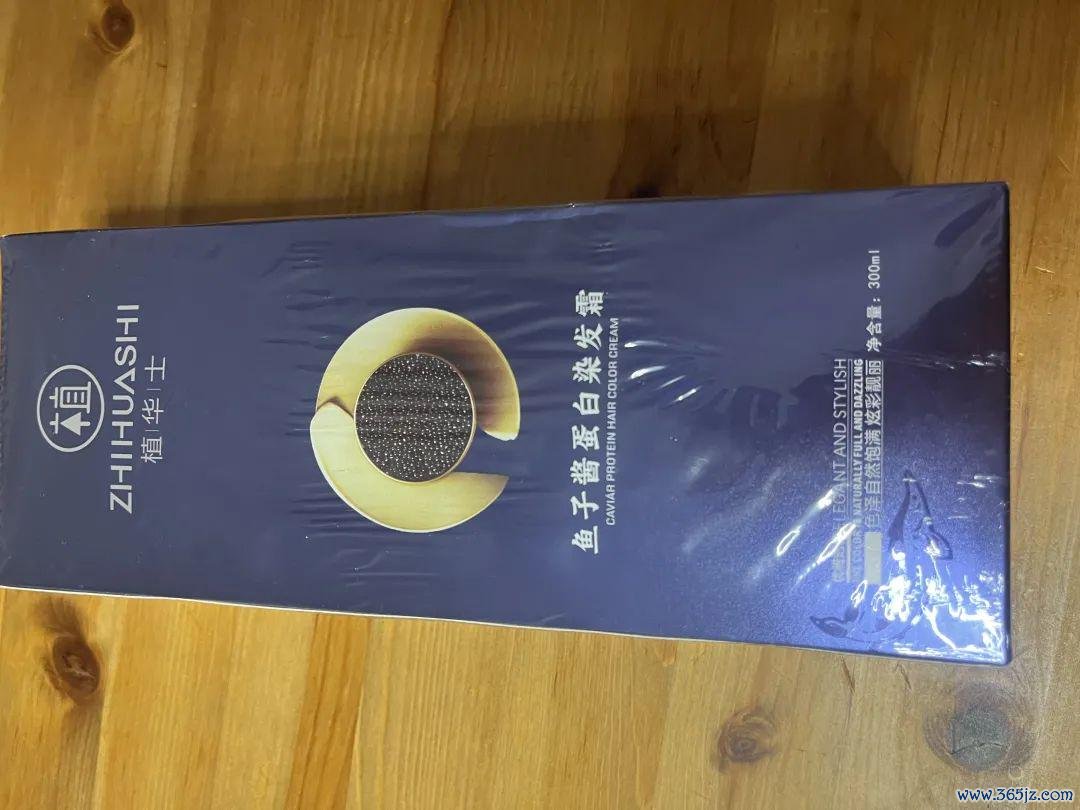 植
ZHIHUASHI
植|华|士
鱼子酱蛋白染发霜
CAVIAR PROTEIN HAIR COLOR CREAM
ELEGANT AND STYLISH
NATURALLY FULL AND DAZZLING
色泽自然饱满 炫彩靓丽 净含量：300ml
www.365jz.com